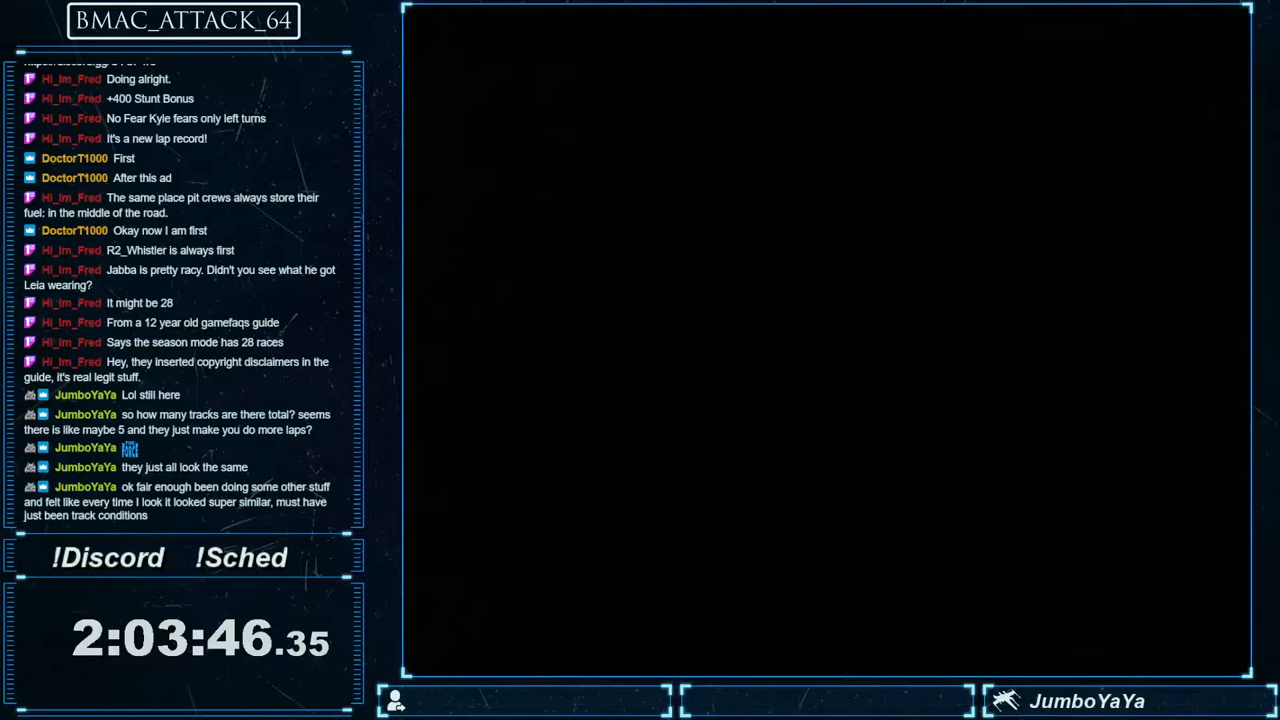 BMAC_ATTACK_64
Hi_Im_Fred Doing alright.
Hi_Im_Fred +400 Stunt Bonus
Hi_Im_Fred No Fear Kyle fears only left turns
Hi_Im_Fred It's a new lap record!
DoctorT1000 First
DoctorT1000 After this ad
Hi_Im_Fred The same place pit crews always store their
fuel: in the middle of the road.
DoctorT1000 Okay now I am first
Hi_Im_Fred R2_Whistler is always first
Hi_Im_Fred Jabba is pretty racy. Didn't you see what he got
Leia wearing?
Hi_Im_Fred It might be 28
Hi_Im_Fred From a 12 year old gamefaqs guide
Hi_Im_Fred Says the season mode has 28 races
Hi_Im_Fred Hey, they inserted copyright disclaimers in the
guide, it's real legit stuff.
JumboYaYa Lol still here
JumboYaYa so how many tracks are there total? seems
there is like maybe 5 and they just make you do more laps?
JumboYaYa
JumboYaYa they just all look the same
JumboYaYa ok fair enough been doing some other stuff
and felt like every time I look it looked super similar, must have
just been track conditions
!Discord !Sched
2:03:46.35
JumboYaYa